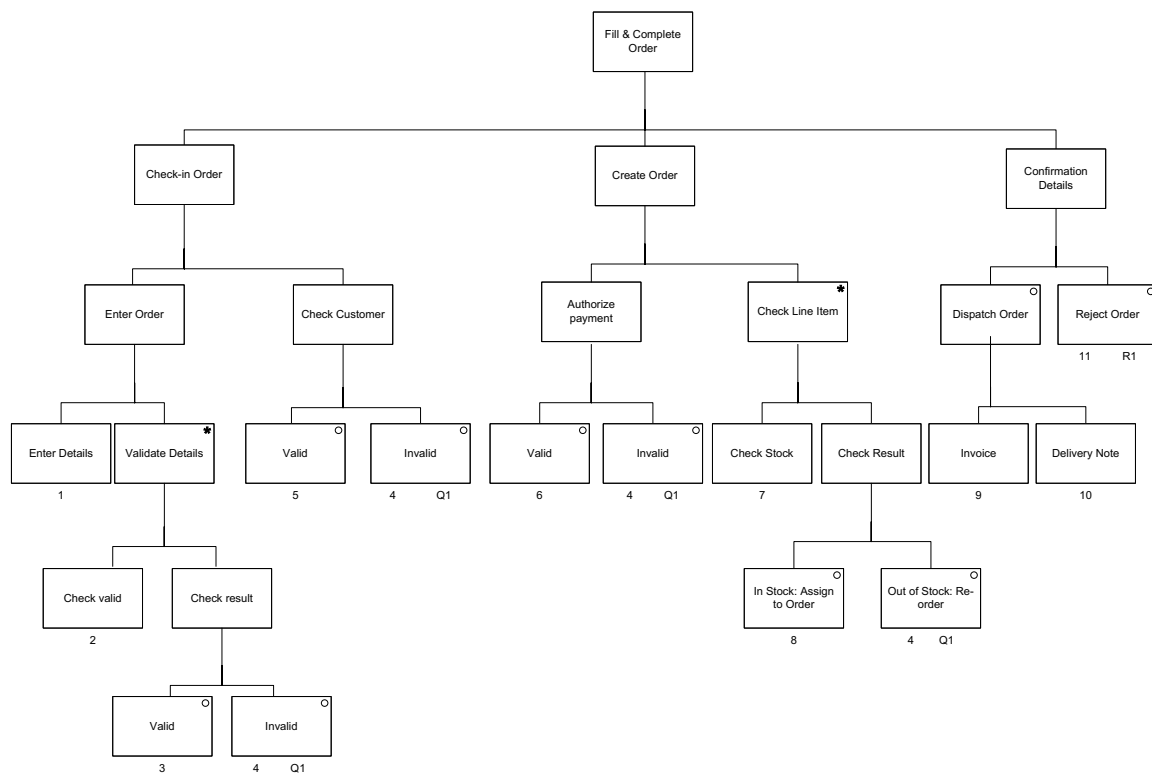 Fill & Complete
Order
Check-in Order
Create Order
Confirmation
Details
Enter Order
Check Customer
Authorize
payment
*
Check Line Item
Dispatch Order
Reject Order
11 R1
Enter Details
*
Validate Details
Valid
Invalid
Valid
Invalid
Check Stock
Check Result
Invoice
Delivery Note
1
5
4 Q1
6
4 Q1
7
9
10
Check valid
Check result
In Stock: Assign
to Order
Out of Stock: Re-
order
2
8
4 Q1
Valid
Invalid
3
4 Q1